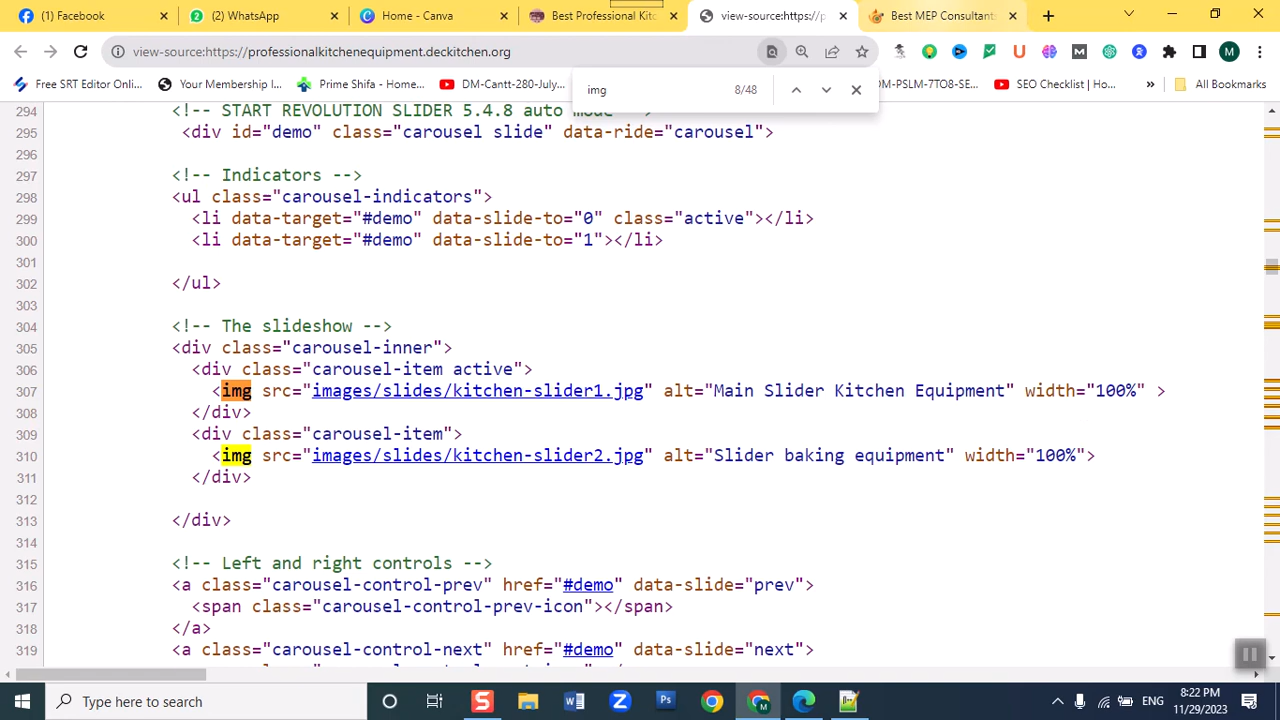 (1) Facebook
(2) WhatsApp
Home - Canva
Best Professional Kitc
view-source:https://p
Best MEP Consultants
view-source:https://professionalkitchenequipment.deckitchen.org
M
Free SRT Editor Onlin
Your Membership I
Prime Shifa - Home...
DM-Cantt-280-July
DM-PSLM-7TO8-SE
SEO Checklist | Ho
All Bookmarks
img 8/48
294 <!-- START REVOLUTION SLIDER 5.4.8 auto mode
295 <div id="demo" class="carousel slide" data-ride="carousel">
296
297 <!-- Indicators -->
298 <ul class="carousel-indicators">
299 <li data-target="#demo" data-slide-to="0" class="active"></li>
300 <li data-target="#demo" data-slide-to="1"></li>
301
302 </ul>
303
304 <!-- The slideshow -->
305 <div class="carousel-inner">
306 <div class="carousel-item active">
307 <img src="images/slides/kitchen-slider1.jpg" alt="Main Slider Kitchen Equipment" width="100%" >
308 </div>
309 <div class="carousel-item">
310 <img src="images/slides/kitchen-slider2.jpg" alt="Slider baking equipment" width="100%">
311 </div>
312
313 </div>
314
315 <!-- Left and right controls -->
316 <a class="carousel-control-prev" href="#demo" data-slide="prev">
317 <span class="carousel-control-prev-icon"></span>
318 </a>
319 <a class="carousel-control-next" href="#demo" data-slide="next">
Type here to search
ENG
8:22 PM
11/29/2023